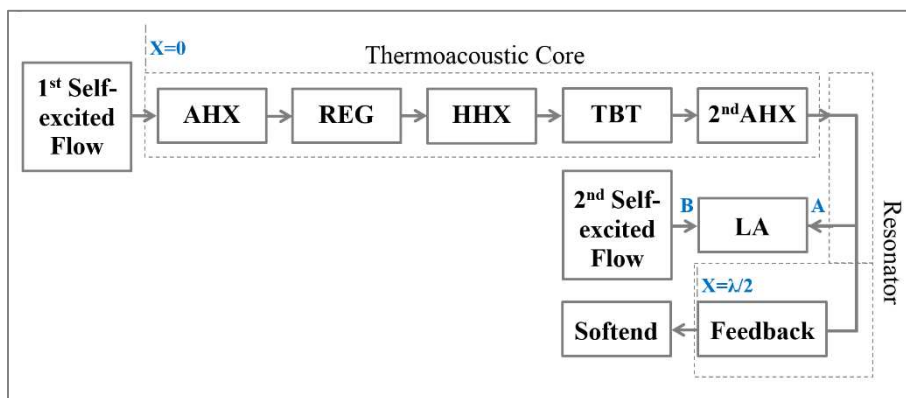 X=0
Thermoacoustic Core
1st Self-
excited
Flow
AHX
REG
HHX
TBT
2ndAHX
2nd Self-
excited
Flow
B
LA
A
Resonator
X=λ/2
Softend
Feedback